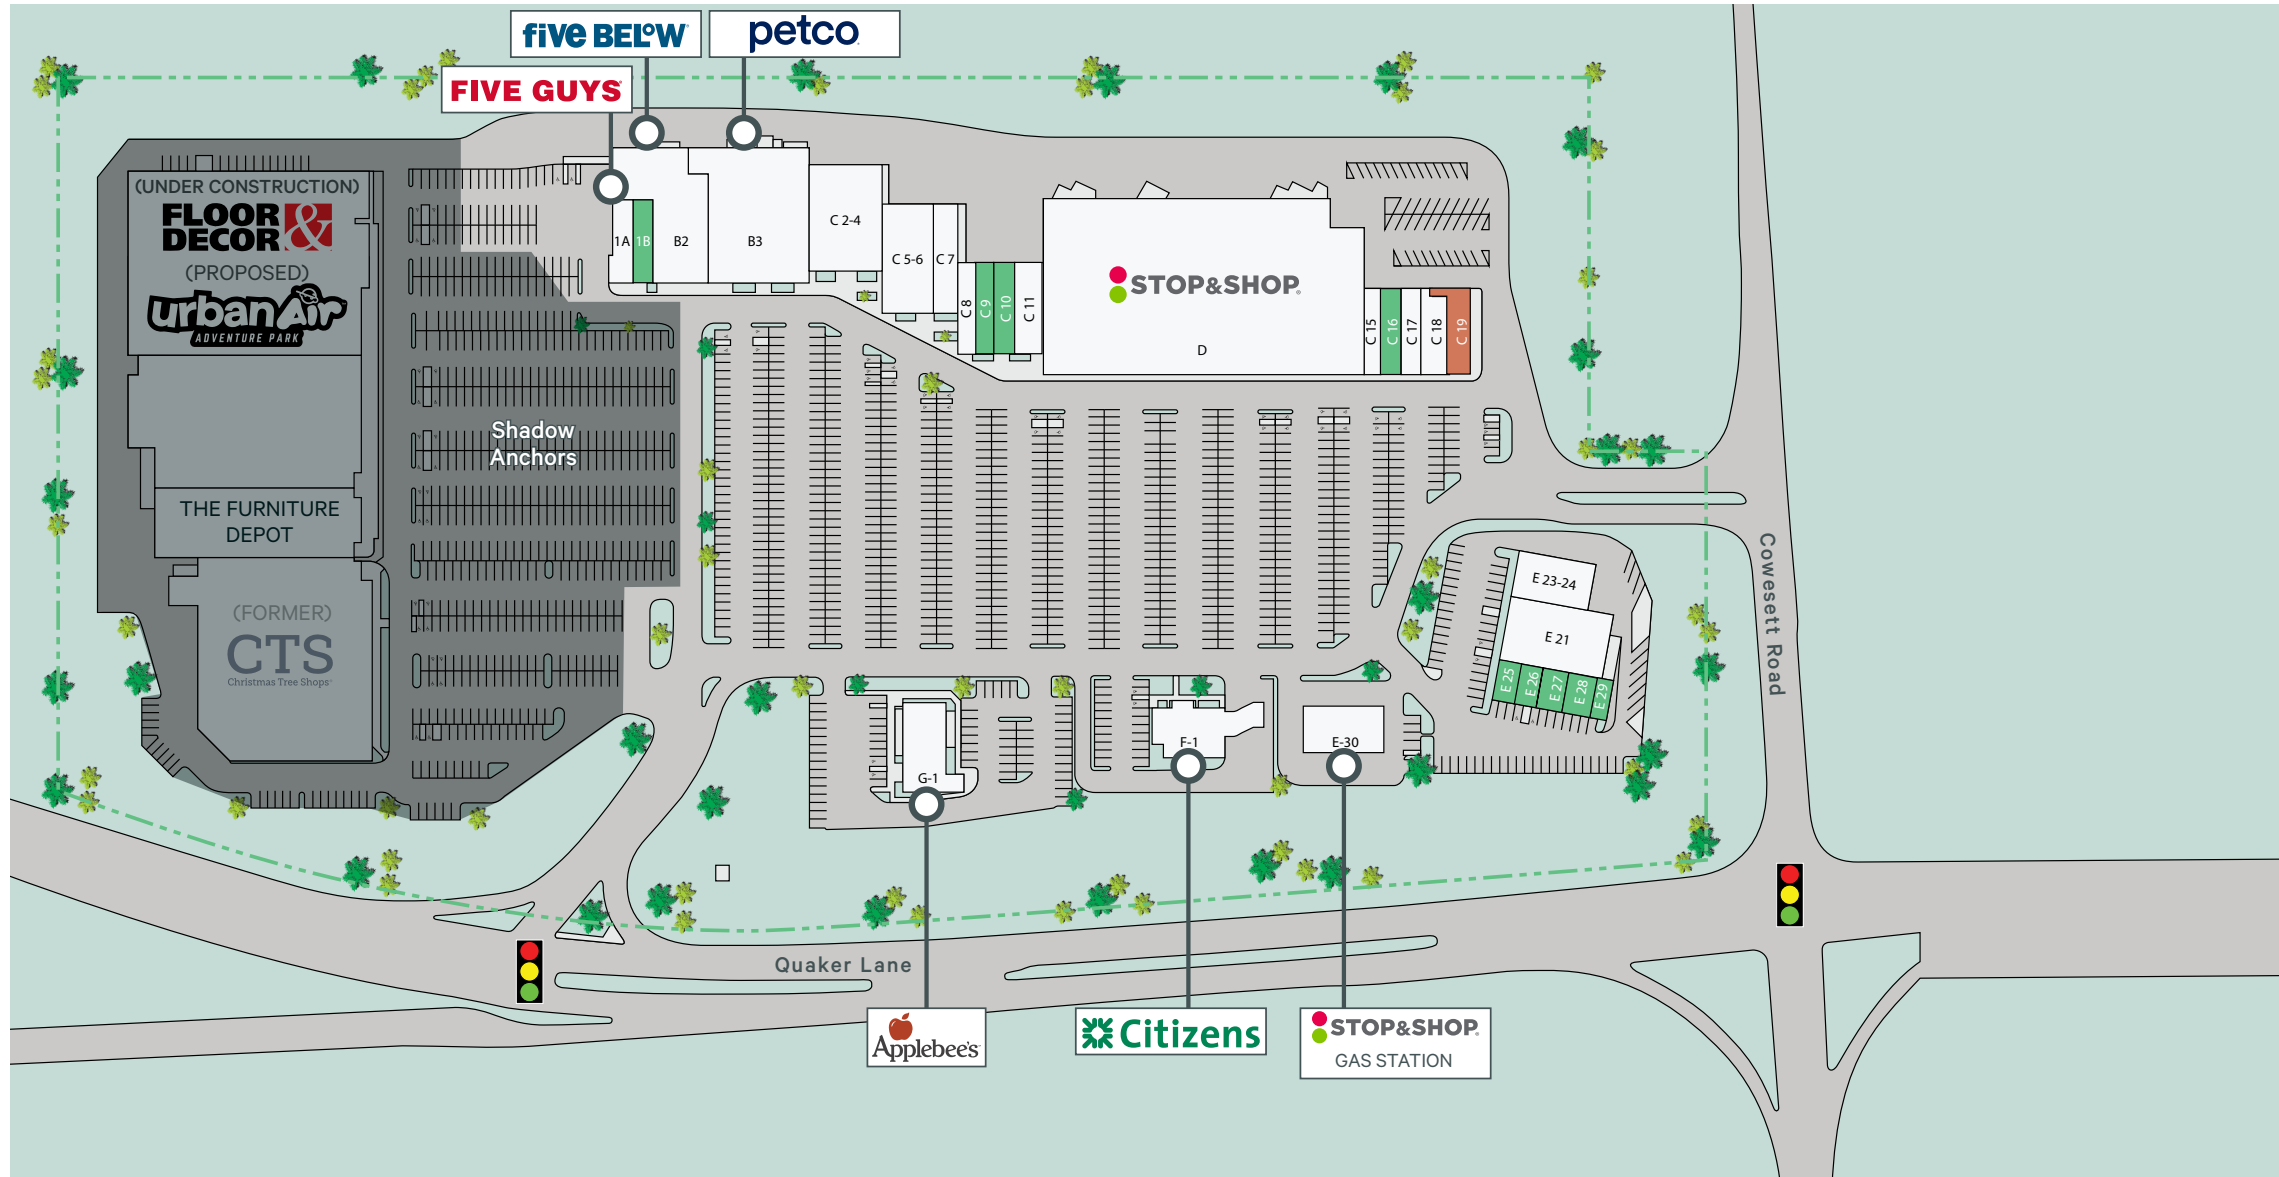 five BELOW
petco
FIVE GUYS
(UNDER CONSTRUCTION)
FLOOR &
DECOR
(PROPOSED)
urban Air
ADVENTURE PARK
THE FURNITURE
DEPOT
(FORMER)
CTS
Christmas Tree Shops
Shadow
Anchors
1A
1B
B2
B3
C 2-4
C 5-6
C 7
C 8
C 9
C 10
C 11
STOP&SHOP
D
C 15
C 16
C 17
C 18
C 19
E 23-24
E 21
E 25
E 26
E 27
E 28
E 29
Cowesett Road
G-1
F-1
E-30
Quaker Lane
Applebee's
Citizens
STOP&SHOP
GAS STATION